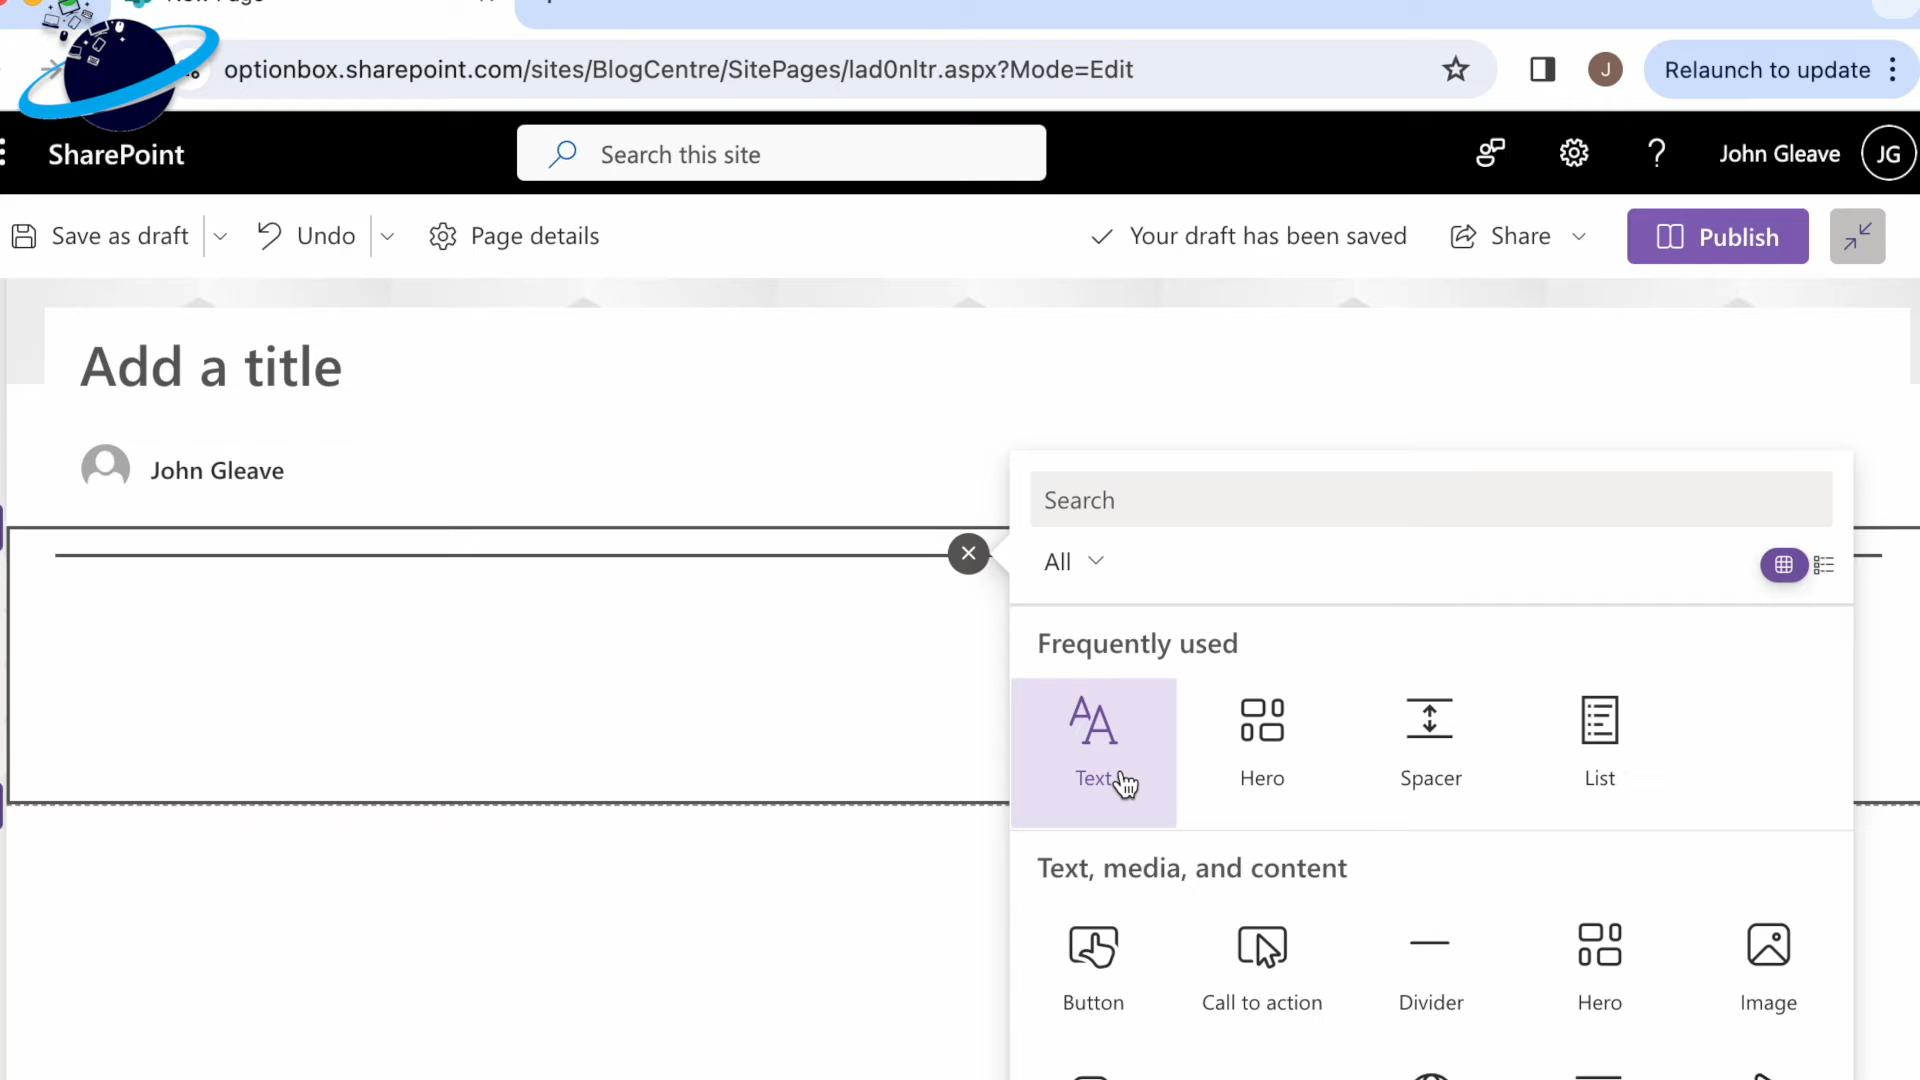 optionbox.sharepoint.com/sites/BlogCentre/SitePages/lad0nltr.aspx?Mode=Edit
J
Relaunch to update
SharePoint
Search this site
John Gleave
JG
Save as draft
Undo
Page details
Your draft has been saved
Share
Publish
Add a title
John Gleave
Search
All
Frequently used
Text
Hero
Spacer
List
Text, media, and content
Button
Call to action
Divider
Hero
Image